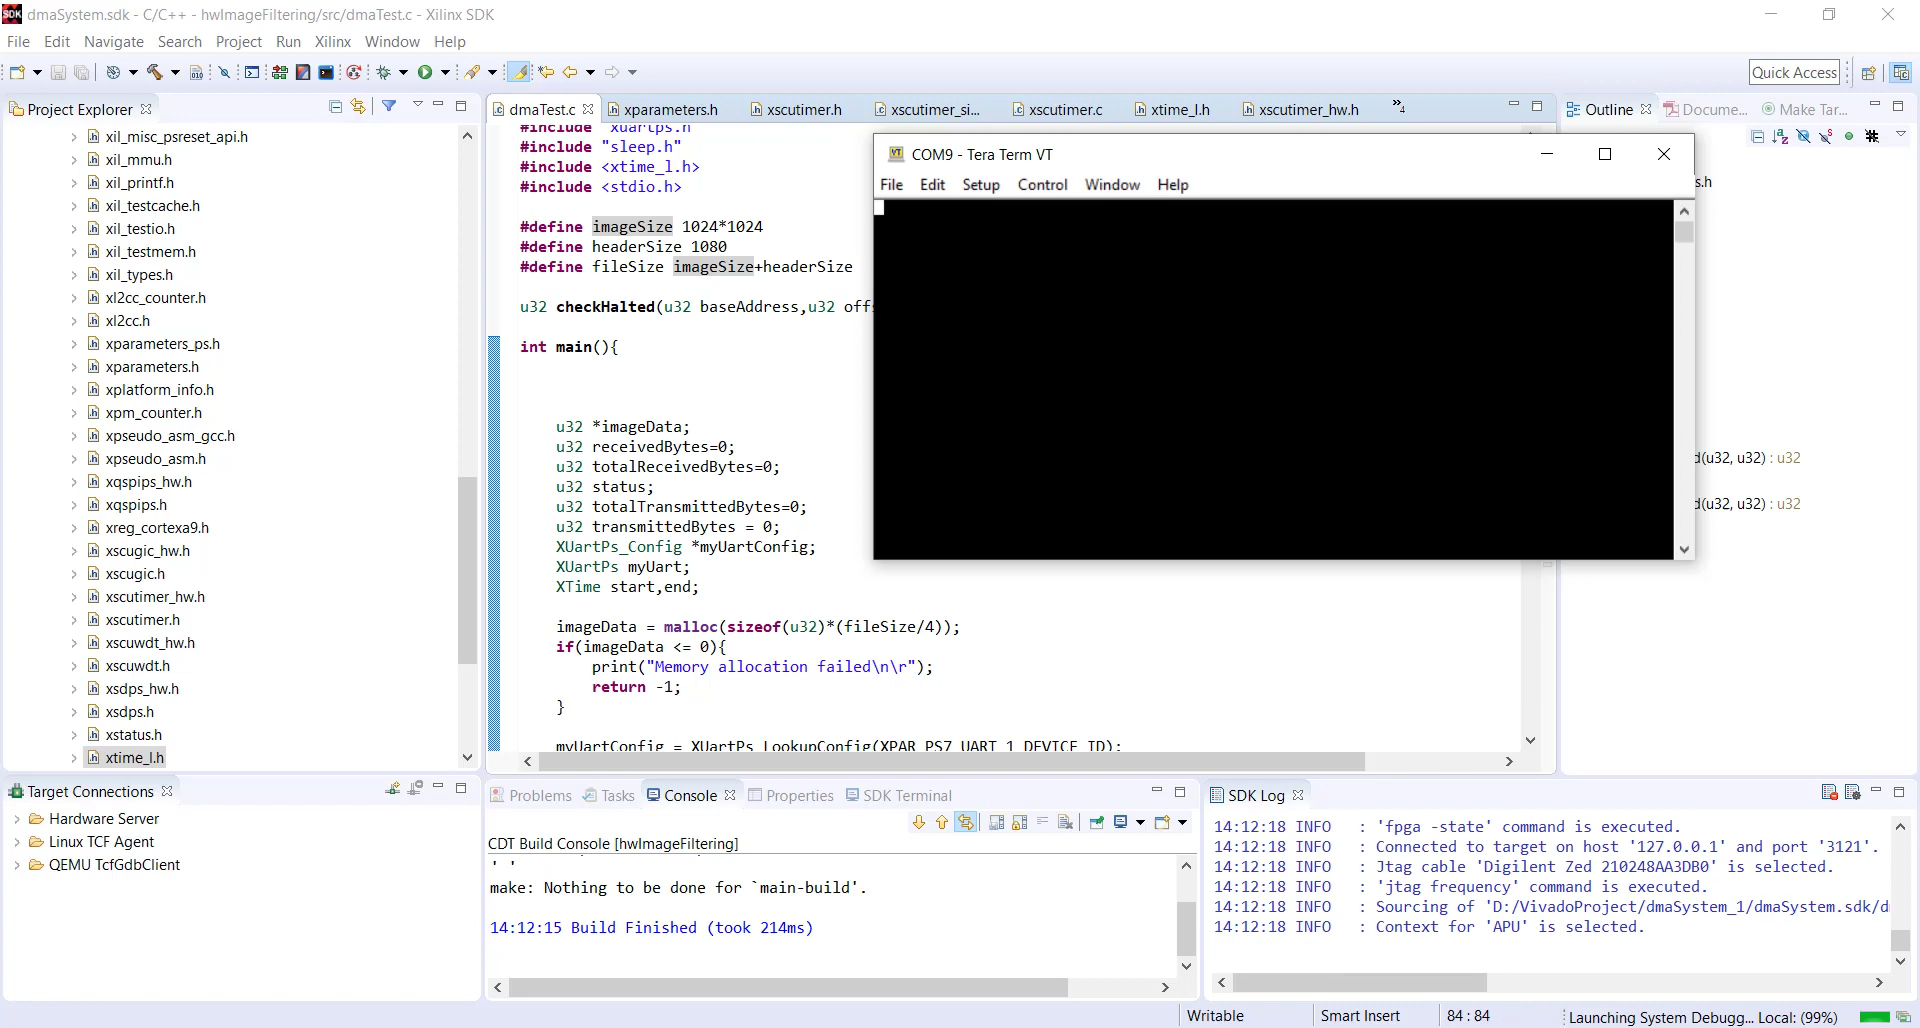 SDK dmaSystem.sdk - C/C++ - hwImageFiltering/src/dmaTest.c - Xilinx SDK
File Edit Navigate Search Project Run Xilinx Window Help
Quick Access
Project Explorer
xil_misc_psreset_api.h
xil_mmu.h
xil_printf.h
xil_testcache.h
xil_testio.h
xil_testmem.h
xil_types.h
xl2cc_counter.h
xl2cc.h
xparameters_ps.h
xparameters.h
xplatform_info.h
xpm_counter.h
xpseudo_asm_gcc.h
xpseudo_asm.h
xqspips_hw.h
xqspips.h
xreg_cortexa9.h
xscugic_hw.h
xscugic.h
xscutimer_hw.h
xscutimer.h
xscuwdt_hw.h
xscuwdt.h
xsdps_hw.h
xsdps.h
xstatus.h
xtime_l.h
dmaTest.c xparameters.h xscutimer.h xscutimer_si... xscutimer.c xtime_l.h xscutimer_hw.h »4
#include "xuartps.h"
#include "sleep.h"
#include <xtime_l.h>
#include <stdio.h>
#define imageSize 1024*1024
#define headerSize 1080
#define fileSize imageSize+headerSize
u32 checkHalted(u32 baseAddress,u32 offs
int main(){
u32 *imageData;
u32 receivedBytes=0;
u32 totalReceivedBytes=0;
u32 status;
u32 totalTransmittedBytes=0;
u32 transmittedBytes = 0;
XUartPs_Config *myUartConfig;
XUartPs myUart;
XTime start,end;
imageData = malloc(sizeof(u32)*(fileSize/4));
if(imageData <= 0){
print("Memory allocation failed\n\r");
return -1;
}
myUartConfig = XUartPs_LookupConfig(XPAR_PS7_UART_1_DEVICE_ID);
VT COM9 - Tera Term VT
File Edit Setup Control Window Help
Outline Docume... Make Tar...
s.h
d(u32, u32) : u32
d(u32, u32) : u32
Target Connections
Hardware Server
Linux TCF Agent
QEMU TcfGdbClient
Problems Tasks Console Properties SDK Terminal
CDT Build Console [hwImageFiltering]
' '
make: Nothing to be done for `main-build'.
14:12:15 Build Finished (took 214ms)
SDK Log
14:12:18 INFO : 'fpga -state' command is executed.
14:12:18 INFO : Connected to target on host '127.0.0.1' and port '3121'.
14:12:18 INFO : Jtag cable 'Digilent Zed 210248AA3DB0' is selected.
14:12:18 INFO : 'jtag frequency' command is executed.
14:12:18 INFO : Sourcing of 'D:/VivadoProject/dmaSystem_1/dmaSystem.sdk/d
14:12:18 INFO : Context for 'APU' is selected.
Writable Smart Insert 84 : 84 Launching System Debugg... Local: (99%)